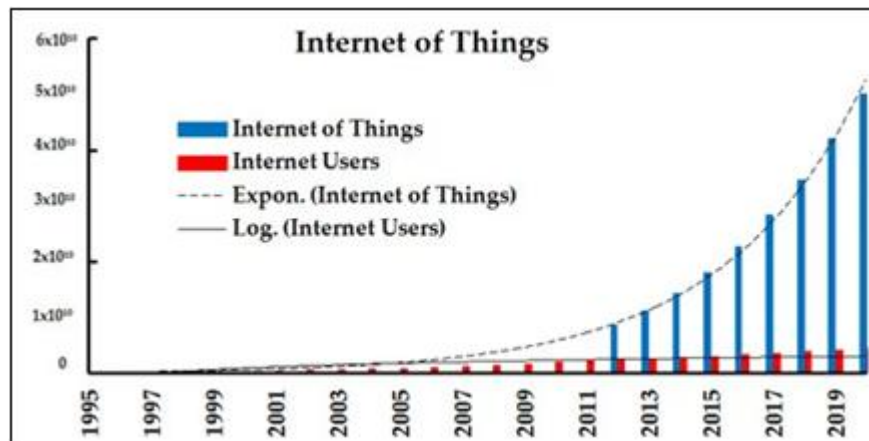 Internet of Things
6x10¹⁰
5x10¹⁰
4x10¹⁰
3x10¹⁰
2x10¹⁰
1x10¹⁰
0
Internet of Things
Internet Users
Expon. (Internet of Things)
Log. (Internet Users)
1995
1997
1999
2001
2003
2005
2007
2009
2011
2013
2015
2017
2019